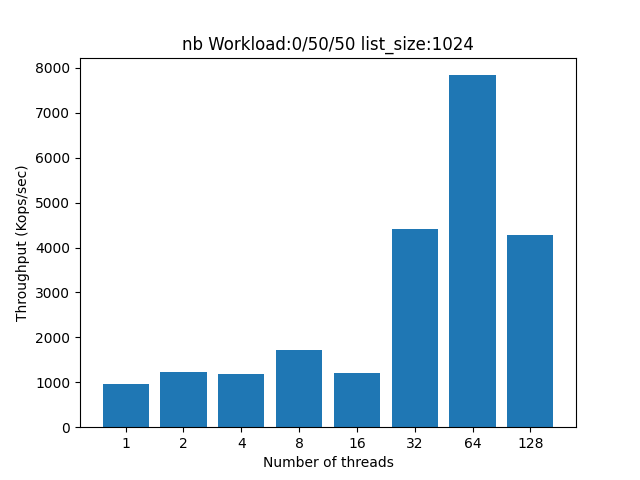 nb Workload:0/50/50 list_size:1024
Throughput (Kops/sec)
8000
7000
6000
5000
4000
3000
2000
1000
0
1 2 4 8 16 32 64 128
Number of threads